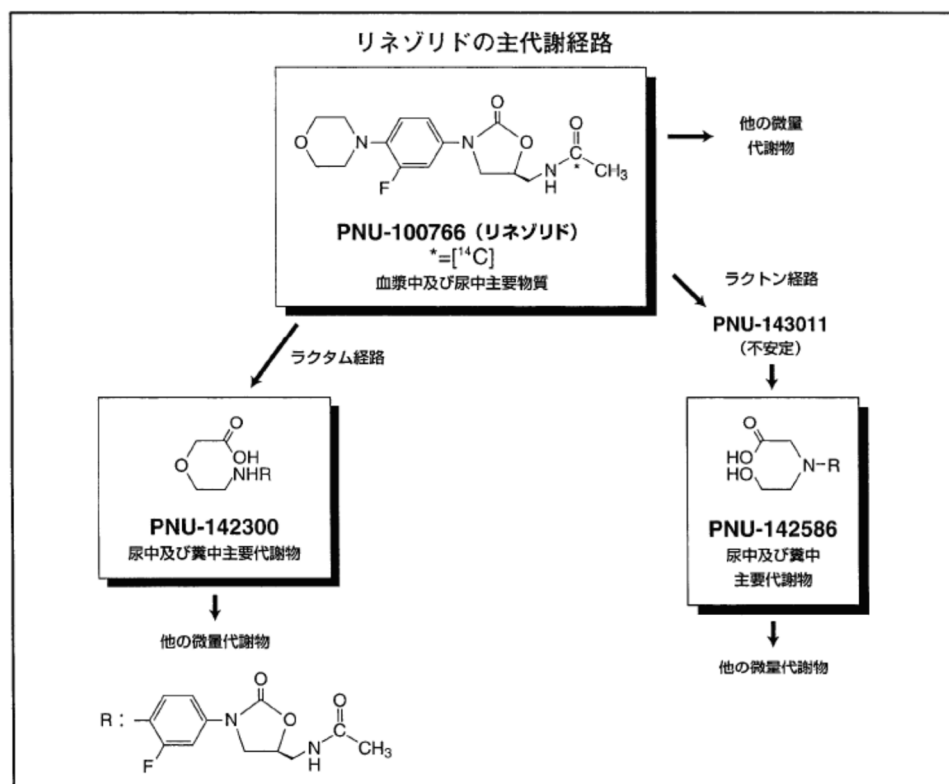 リネゾリドの主代謝経路
O
O
O
N
N
O
C
*
N
H
CH₃
F
PNU-100766（リネゾリド）
*=[¹⁴C]
血漿中及び尿中主要物質
他の微量
代謝物
ラクトン経路
PNU-143011
（不安定）
ラクタム経路
O
OH
O
NHR
PNU-142300
尿中及び糞中主要代謝物
他の微量代謝物
O
HO
HO
N–R
PNU-142586
尿中及び糞中
主要代謝物
他の微量代謝物
R：
O
O
N
O
N
H
CH₃
F